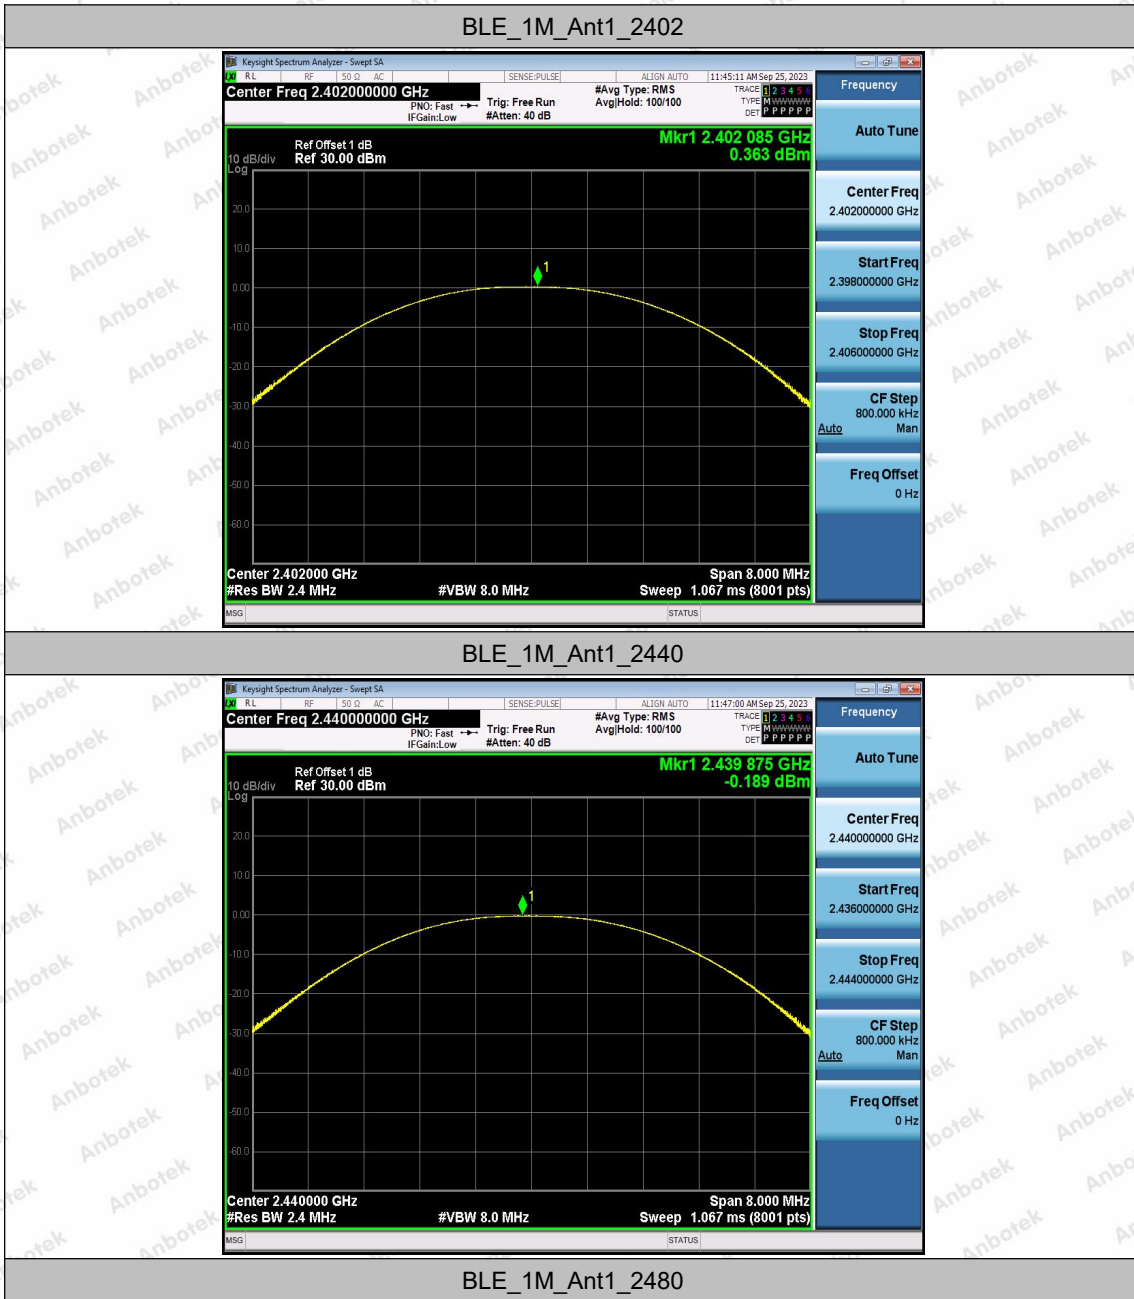 BLE_1M_Ant1_2402
Keysight Spectrum Analyzer - Swept SA
LXI RL RF 50 Ω AC SENSE:PULSE ALIGN AUTO 11:45:11 AM Sep 25, 2023
Center Freq 2.402000000 GHz
PNO: Fast
IFGain:Low
Trig: Free Run
#Atten: 40 dB
#Avg Type: RMS
Avg|Hold: 100/100
TRACE 1 2 3 4 5 6
TYPE M WWWWW
DET P P P P P P
Frequency
Mkr1 2.402 085 GHz
0.363 dBm
Ref Offset 1 dB
10 dB/div Ref 30.00 dBm
Log
20.0
10.0
0.00
-10.0
-20.0
-30.0
-40.0
-50.0
-60.0
1
Center 2.402000 GHz Span 8.000 MHz
#Res BW 2.4 MHz #VBW 8.0 MHz Sweep 1.067 ms (8001 pts)
Auto Tune
Center Freq
2.402000000 GHz
Start Freq
2.398000000 GHz
Stop Freq
2.406000000 GHz
CF Step
800.000 kHz
Auto Man
Freq Offset
0 Hz
MSG STATUS
BLE_1M_Ant1_2440
Keysight Spectrum Analyzer - Swept SA
LXI RL RF 50 Ω AC SENSE:PULSE ALIGN AUTO 11:47:00 AM Sep 25, 2023
Center Freq 2.440000000 GHz
PNO: Fast
IFGain:Low
Trig: Free Run
#Atten: 40 dB
#Avg Type: RMS
Avg|Hold: 100/100
TRACE 1 2 3 4 5 6
TYPE M WWWWW
DET P P P P P P
Frequency
Mkr1 2.439 875 GHz
-0.189 dBm
Ref Offset 1 dB
10 dB/div Ref 30.00 dBm
Log
20.0
10.0
0.00
-10.0
-20.0
-30.0
-40.0
-50.0
-60.0
1
Center 2.440000 GHz Span 8.000 MHz
#Res BW 2.4 MHz #VBW 8.0 MHz Sweep 1.067 ms (8001 pts)
Auto Tune
Center Freq
2.440000000 GHz
Start Freq
2.436000000 GHz
Stop Freq
2.444000000 GHz
CF Step
800.000 kHz
Auto Man
Freq Offset
0 Hz
MSG STATUS
BLE_1M_Ant1_2480
Anbotek